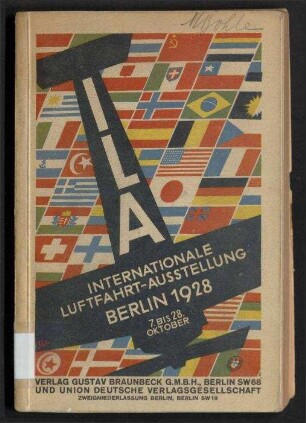 ILA
INTERNATIONALE
LUFTFAHRT-AUSSTELLUNG
BERLIN 1928
7. BIS 28.
OKTOBER
VERLAG GUSTAV BRAUNBECK G.M.B.H., BERLIN SW68
UND UNION DEUTSCHE VERLAGSGESELLSCHAFT
ZWEIGNIEDERLASSUNG BERLIN, BERLIN SW19